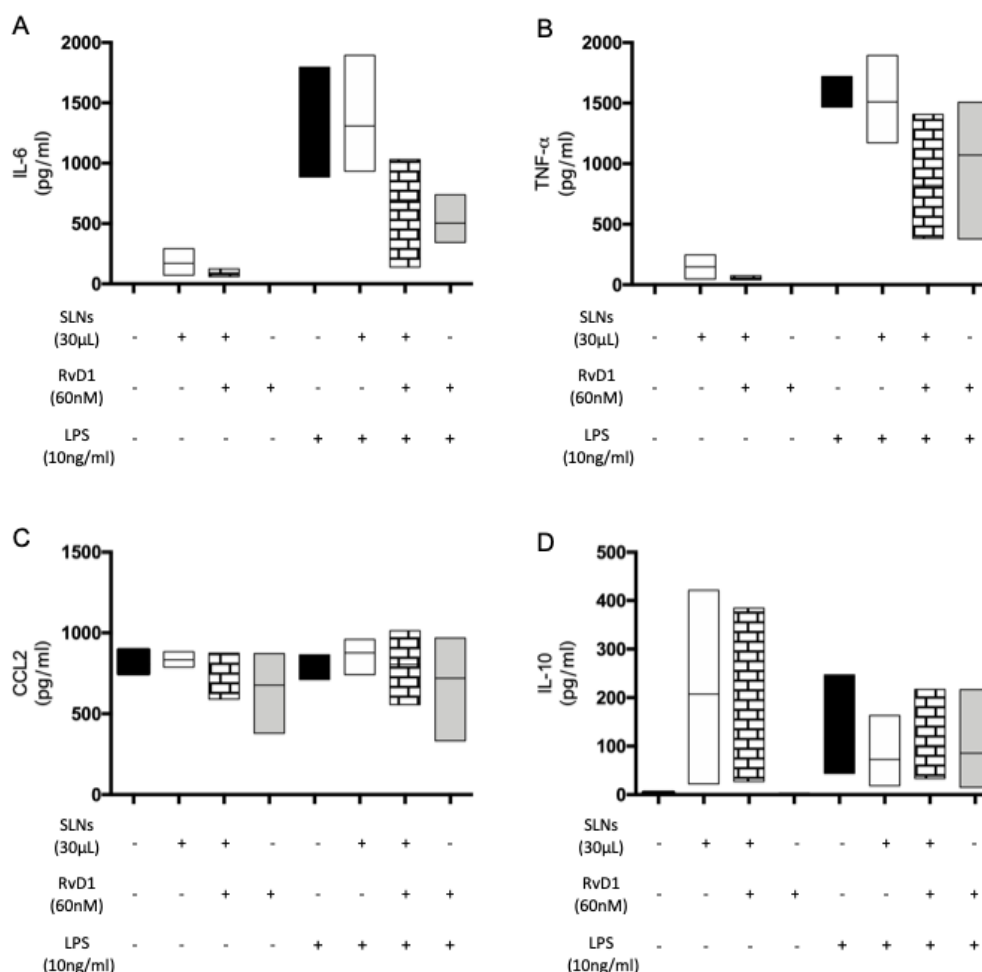 A
2000
1500
1000
500
0
IL-6
(pg/ml)
SLNs
(30µL) - + + - - + + -
RvD1
(60nM) - - + + - - + +
LPS
(10ng/ml) - - - - + + + +
B
2000
1500
1000
500
0
TNF-α
(pg/ml)
SLNs
(30µL) - + + - - + + -
RvD1
(60nM) - - + + - - + +
LPS
(10ng/ml) - - - - + + + +
C
1500
1000
500
0
CCL2
(pg/ml)
SLNs
(30µL) - + + - - + + -
RvD1
(60nM) - - + + - - + +
LPS
(10ng/ml) - - - - + + + +
D
500
400
300
200
100
0
IL-10
(pg/ml)
SLNs
(30µL) - + + - - + + -
RvD1
(60nM) - - + + - - + +
LPS
(10ng/ml) - - - - + + + +